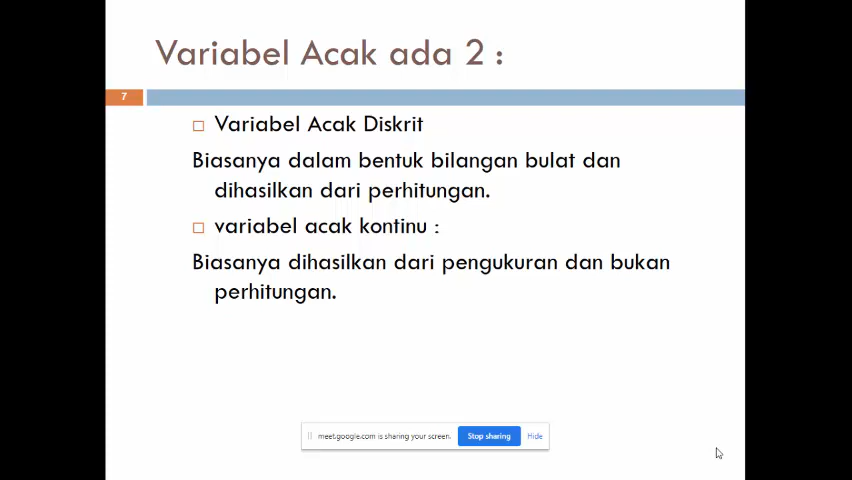 Variabel Acak ada 2 :
7
Variabel Acak Diskrit
Biasanya dalam bentuk bilangan bulat dan
dihasilkan dari perhitungan.
variabel acak kontinu :
Biasanya dihasilkan dari pengukuran dan bukan
perhitungan.
meet.google.com is sharing your screen. Stop sharing Hide